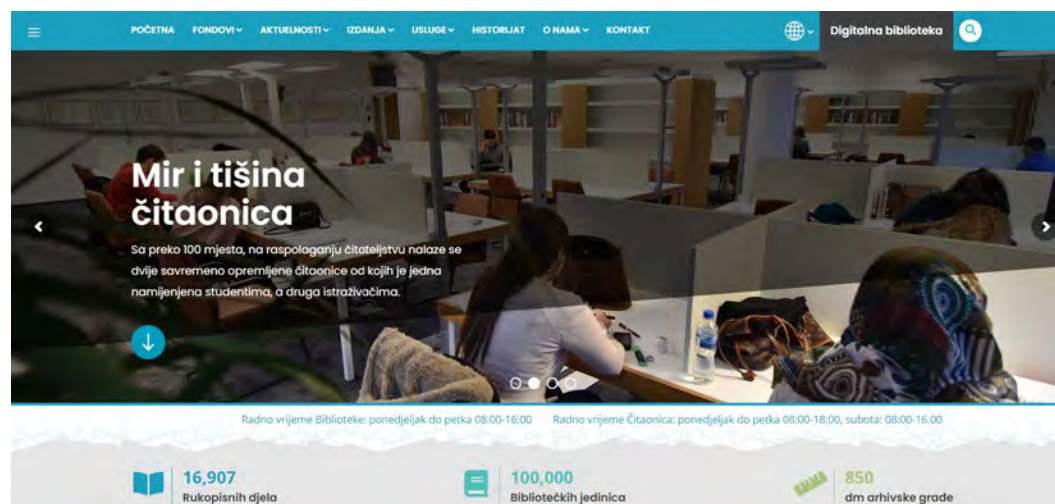 POČETNA FONDOVI AKTUELNOSTI IZDANJA USLUGE HISTORIJAT O NAMA KONTAKT Digitalna biblioteka
Mir i tišina
čitaonica
Sa preko 100 mjesta, na raspolaganju čitateljstvu nalaze se
dvije savremeno opremljene čitaonice od kojih je jedna
namijenjena studentima, a druga istraživačima.
Radno vrijeme Biblioteke: ponedjeljak do petka 08:00-16:00 Radno vrijeme Čitaonica: ponedjeljak do petka 08:00-18:00, subota: 08:00-16:00
16,907 100,000 850
Rukopisnih djela Bibliotečkih jedinica dm arhivske građe